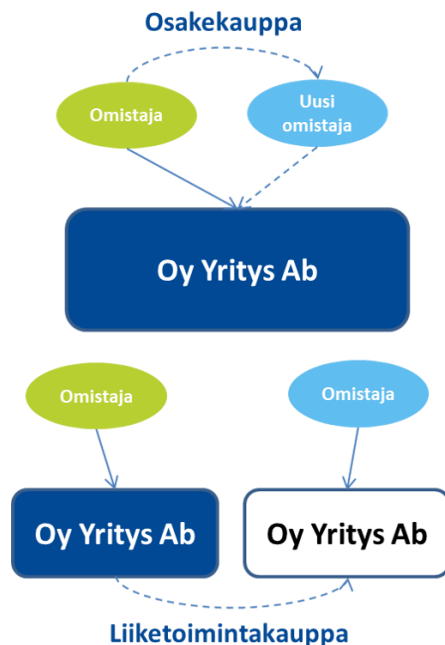 Osakekauppa
Omistaja
Uusi
omistaja
Oy Yritys Ab
Omistaja
Omistaja
Oy Yritys Ab
Oy Yritys Ab
Liiketoimintakauppa